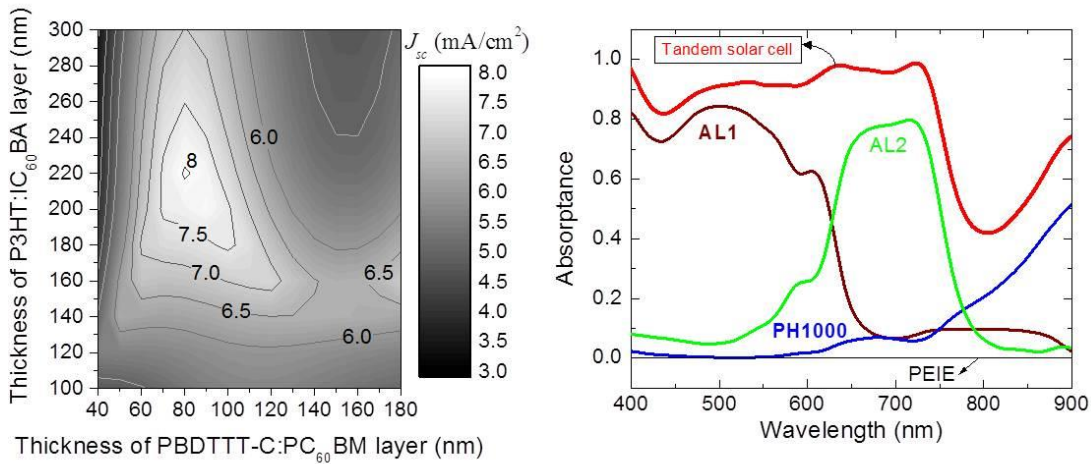 Thickness of P3HT:IC₆₀BA layer (nm)
300
280
260
240
220
200
180
160
140
120
100
40 60 80 100 120 140 160 180
Thickness of PBDTTT-C:PC₆₀BM layer (nm)
8
7.5
7.0
6.5
6.0
6.5
6.0
J_sc (mA/cm²)
8.0
7.5
7.0
6.5
6.0
5.5
5.0
4.5
4.0
3.5
3.0
Absorptance
1.0
0.8
0.6
0.4
0.2
0.0
Tandem solar cell
AL1
AL2
PH1000
PEIE
400 500 600 700 800 900
Wavelength (nm)